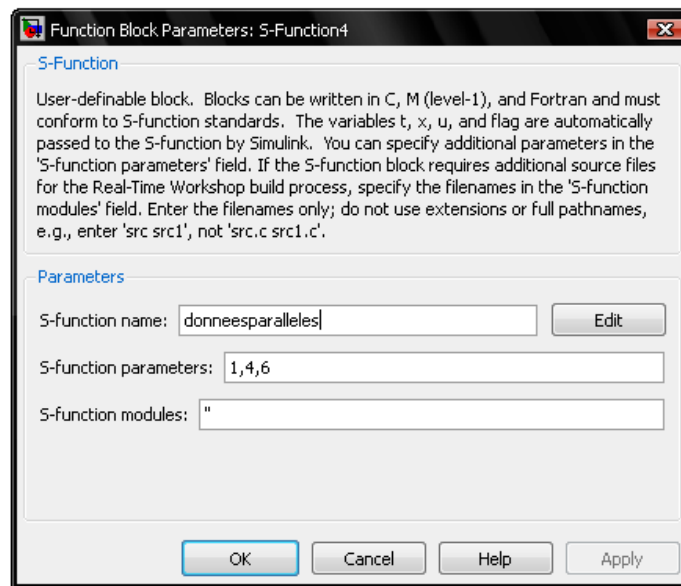 Function Block Parameters: S-Function4
S-Function
User-definable block.  Blocks can be written in C, M (level-1), and Fortran and must
conform to S-function standards.  The variables t, x, u, and flag are automatically
passed to the S-function by Simulink.  You can specify additional parameters in the
'S-function parameters' field. If the S-function block requires additional source files
for the Real-Time Workshop build process, specify the filenames in the 'S-function
modules' field. Enter the filenames only; do not use extensions or full pathnames,
e.g., enter 'src src1', not 'src.c src1.c'.
Parameters
S-function name: donneesparalleles Edit
S-function parameters: 1,4,6
S-function modules: ''
OK Cancel Help Apply